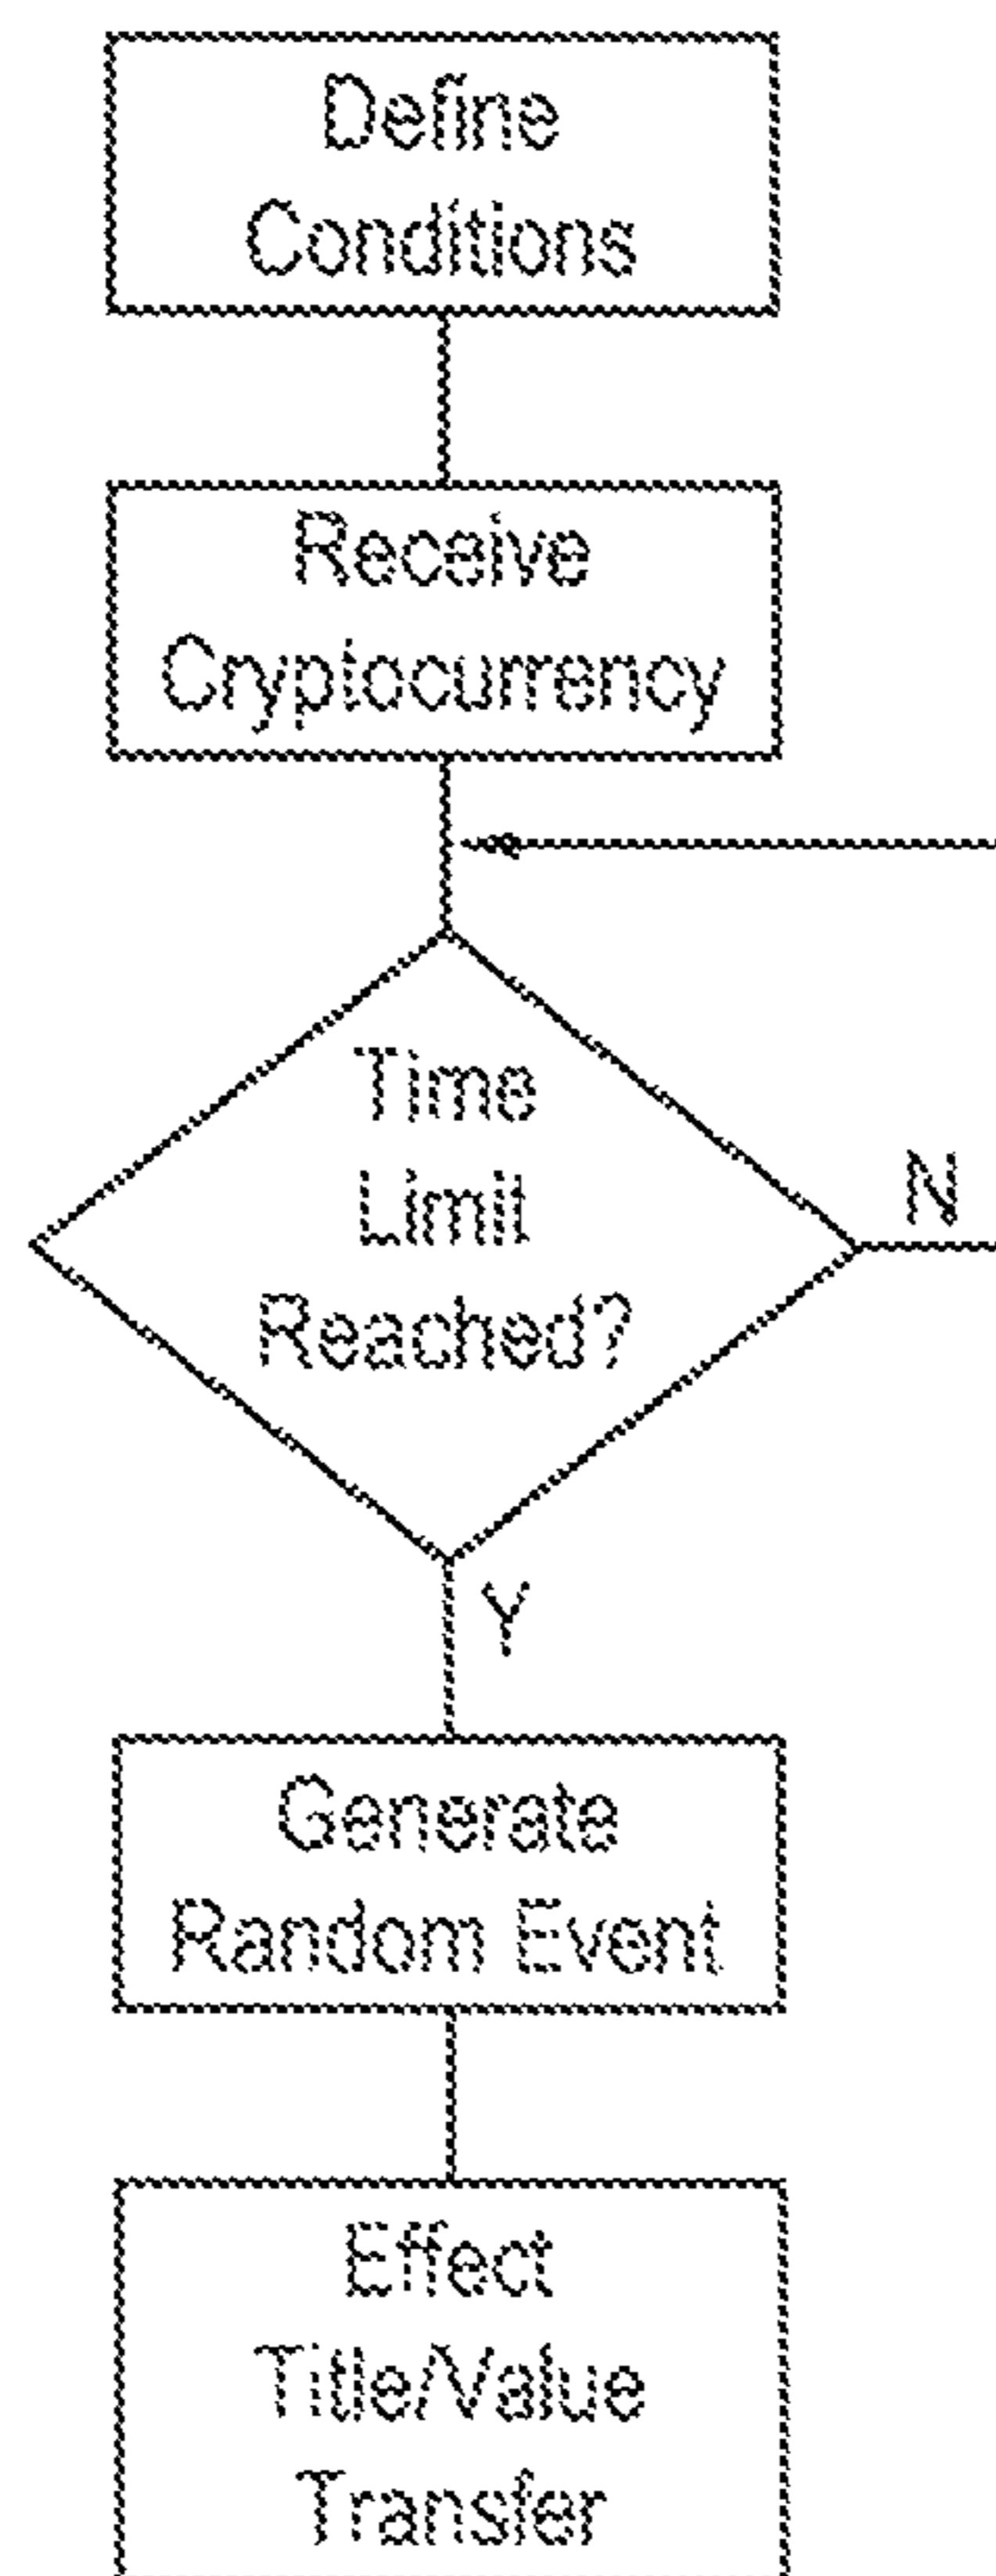 Define
Conditions
Receive
Cryptocurrency
Time
Limit
Reached?
N
Y
Generate
Random Event
Effect
Title/Value
Transfer